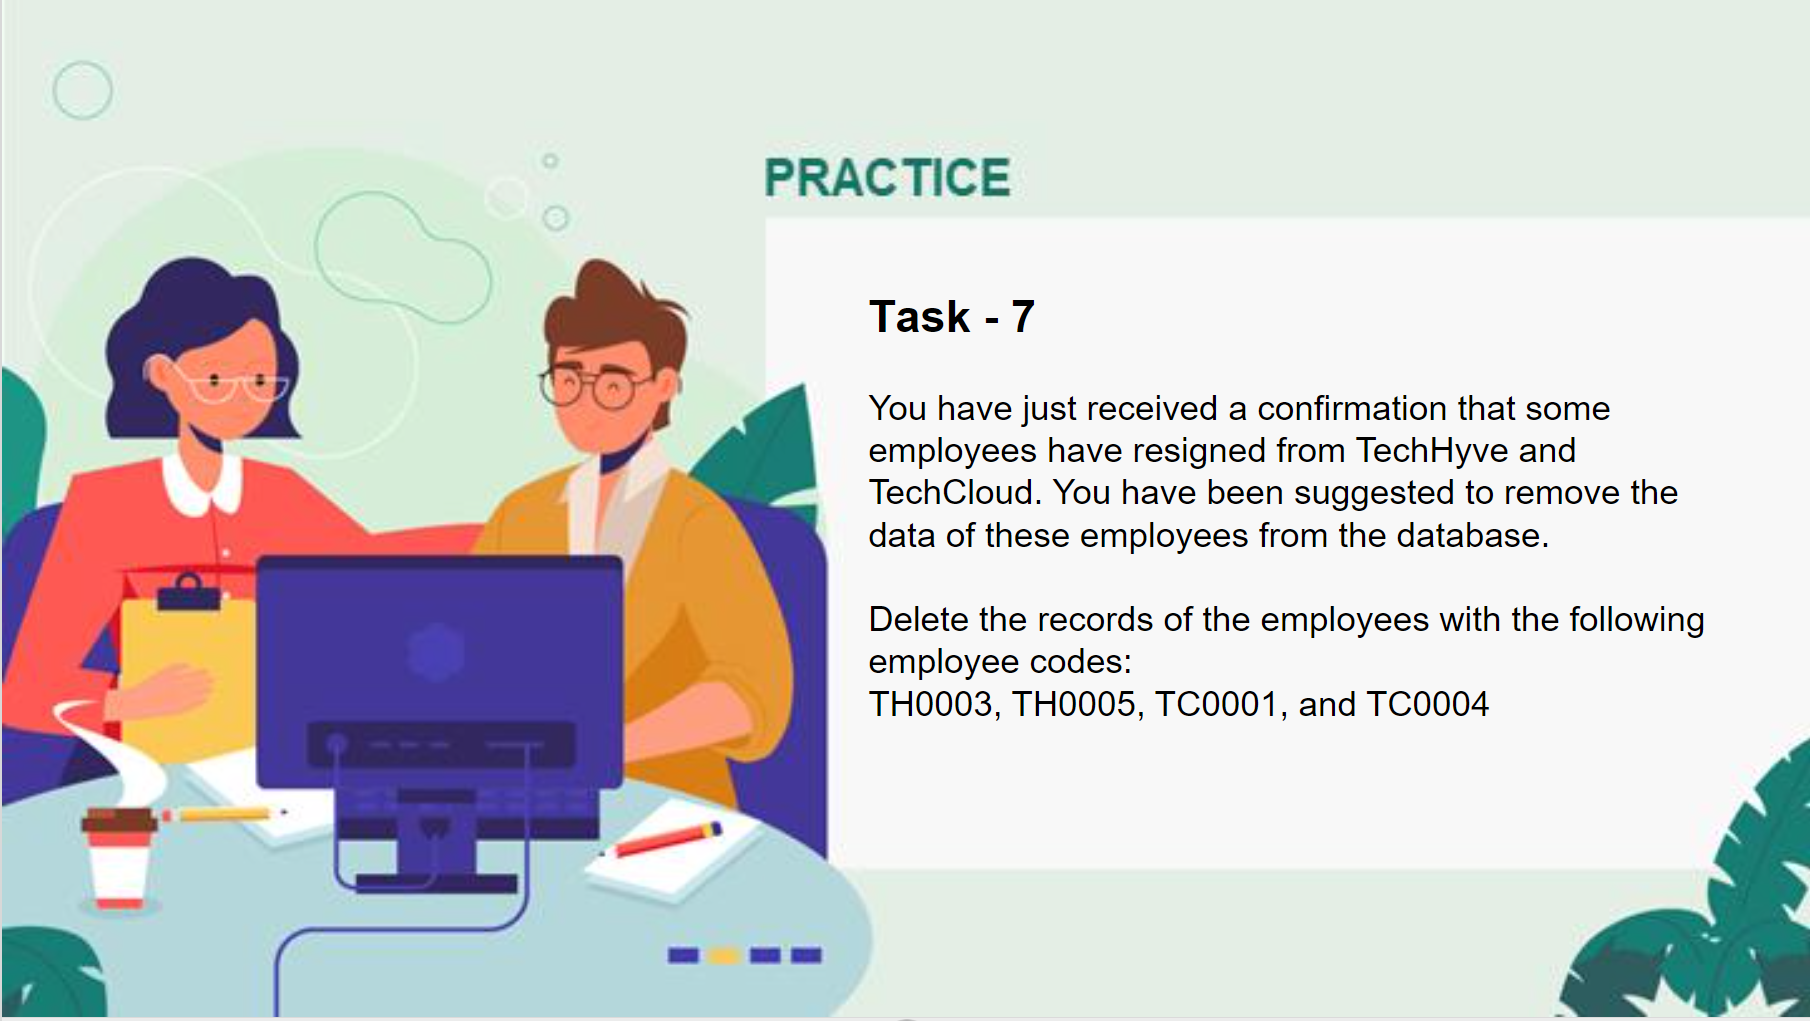 PRACTICE
Task - 7
You have just received a confirmation that some
employees have resigned from TechHyve and
TechCloud. You have been suggested to remove the
data of these employees from the database.
Delete the records of the employees with the following
employee codes:
TH0003, TH0005, TC0001, and TC0004